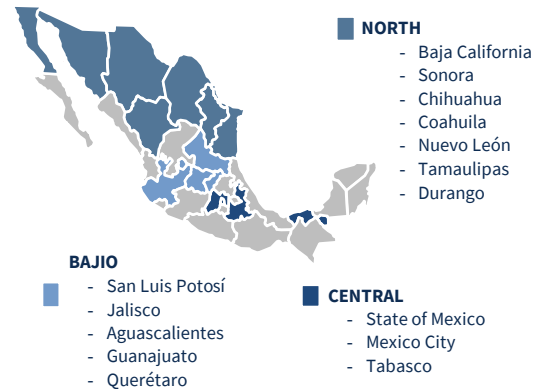 NORTH
- Baja California
- Sonora
- Chihuahua
- Coahuila
- Nuevo León
- Tamaulipas
- Durango
BAJIO
- San Luis Potosí
- Jalisco
- Aguascalientes
- Guanajuato
- Querétaro
CENTRAL
- State of Mexico
- Mexico City
- Tabasco